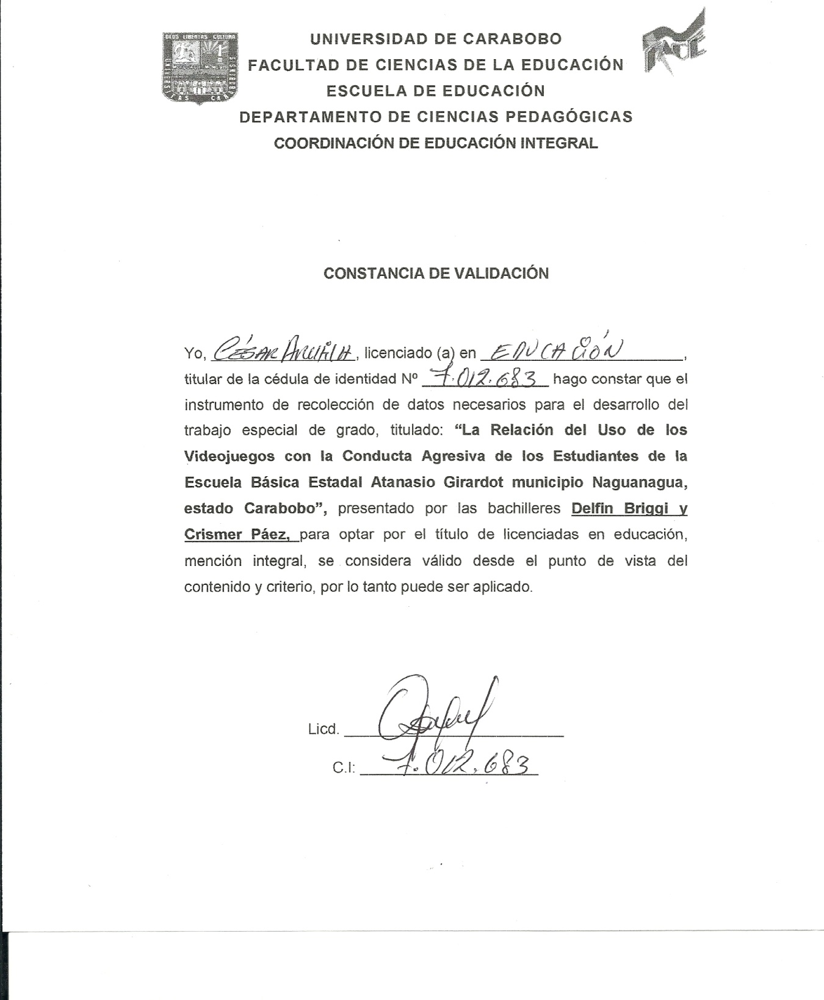 DEUS LIBERTAS CULTURA
UNIVERSIDAD DE CARABOBO
FACULTAD DE CIENCIAS DE LA EDUCACIÓN
ESCUELA DE EDUCACIÓN
DEPARTAMENTO DE CIENCIAS PEDAGÓGICAS
COORDINACIÓN DE EDUCACIÓN INTEGRAL
CONSTANCIA DE VALIDACIÓN
Yo, CÉSAR, licenciado (a) en EDUCACIÓN,
titular de la cédula de identidad Nº 7.012.683 hago constar que el
instrumento de recolección de datos necesarios para el desarrollo del
trabajo especial de grado, titulado: “La Relación del Uso de los
Videojuegos con la Conducta Agresiva de los Estudiantes de la
Escuela Básica Estadal Atanasio Girardot municipio Naguanagua,
estado Carabobo”, presentado por las bachilleres Delfin Briggi y
Crismer Páez, para optar por el título de licenciadas en educación,
mención integral, se considera válido desde el punto de vista del
contenido y criterio, por lo tanto puede ser aplicado.
Licd.
C.I: 7.012.683